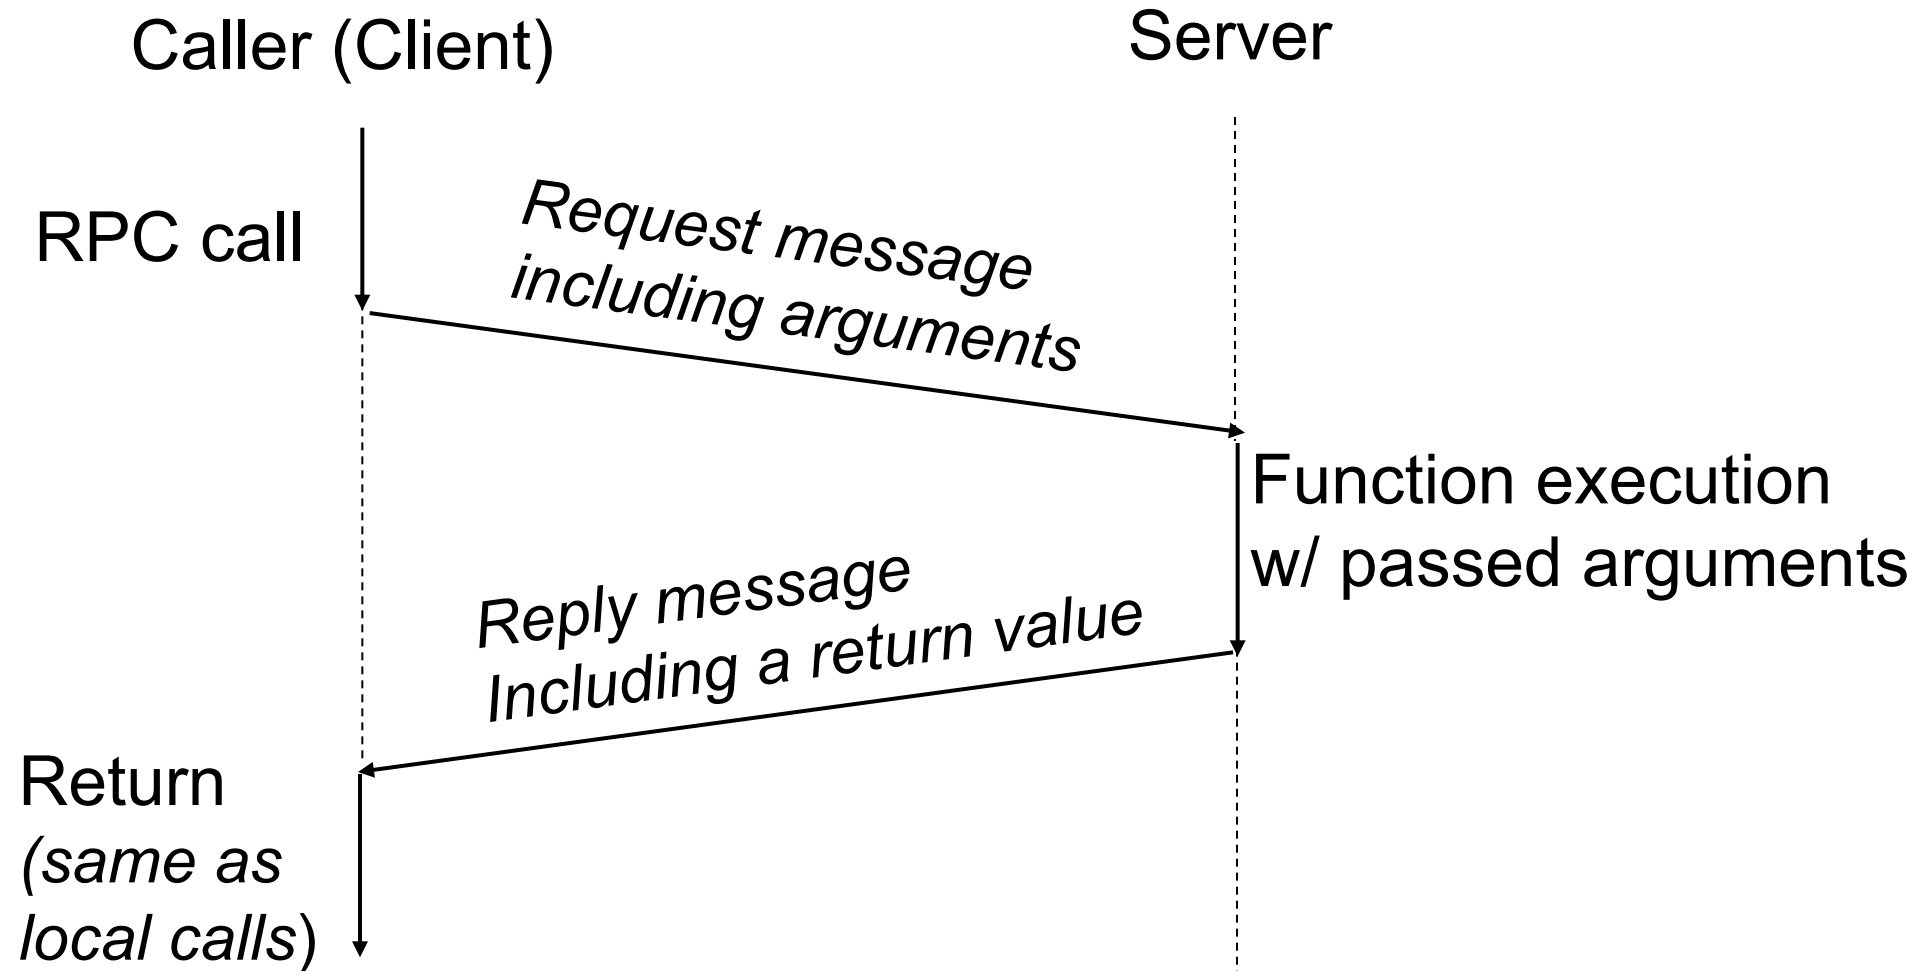 Caller (Client)
Server
RPC call
Request message
including arguments
Function execution
w/ passed arguments
Reply message
Including a return value
Return
(same as
local calls)